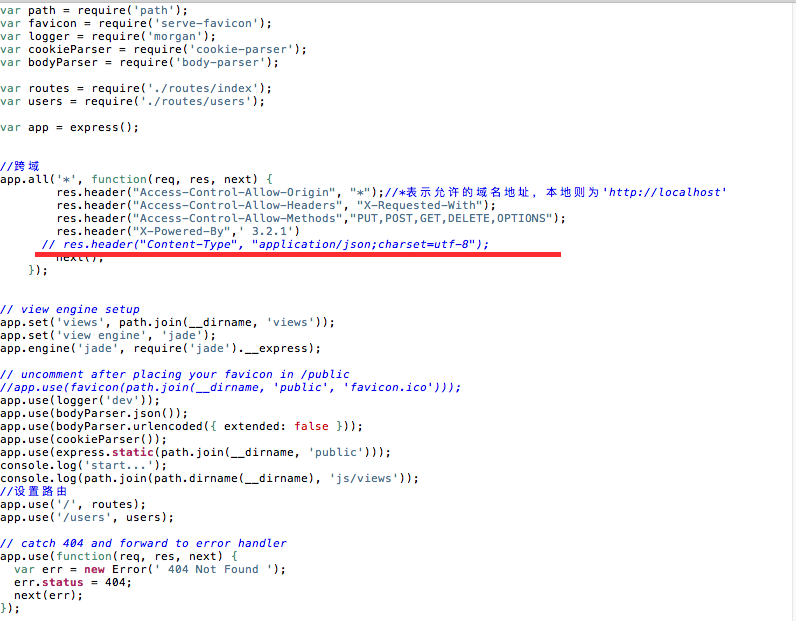 var path = require('path');
var favicon = require('serve-favicon');
var logger = require('morgan');
var cookieParser = require('cookie-parser');
var bodyParser = require('body-parser');

var routes = require('./routes/index');
var users = require('./routes/users');

var app = express();

//跨域
app.all('*', function(req, res, next) {
        res.header("Access-Control-Allow-Origin", "*");//*表示允许的域名地址，本地则为'http://localhost'
        res.header("Access-Control-Allow-Headers", "X-Requested-With");
        res.header("Access-Control-Allow-Methods","PUT,POST,GET,DELETE,OPTIONS");
        res.header("X-Powered-By",' 3.2.1')
      // res.header("Content-Type", "application/json;charset=utf-8");
        next();
    });

// view engine setup
app.set('views', path.join(__dirname, 'views'));
app.set('view engine', 'jade');
app.engine('jade', require('jade').__express);

// uncomment after placing your favicon in /public
//app.use(favicon(path.join(__dirname, 'public', 'favicon.ico')));
app.use(logger('dev'));
app.use(bodyParser.json());
app.use(bodyParser.urlencoded({ extended: false }));
app.use(cookieParser());
app.use(express.static(path.join(__dirname, 'public')));
console.log('start...');
console.log(path.join(path.dirname(__dirname), 'js/views'));
//设置路由
app.use('/', routes);
app.use('/users', users);

// catch 404 and forward to error handler
app.use(function(req, res, next) {
  var err = new Error(' 404 Not Found ');
  err.status = 404;
  next(err);
});